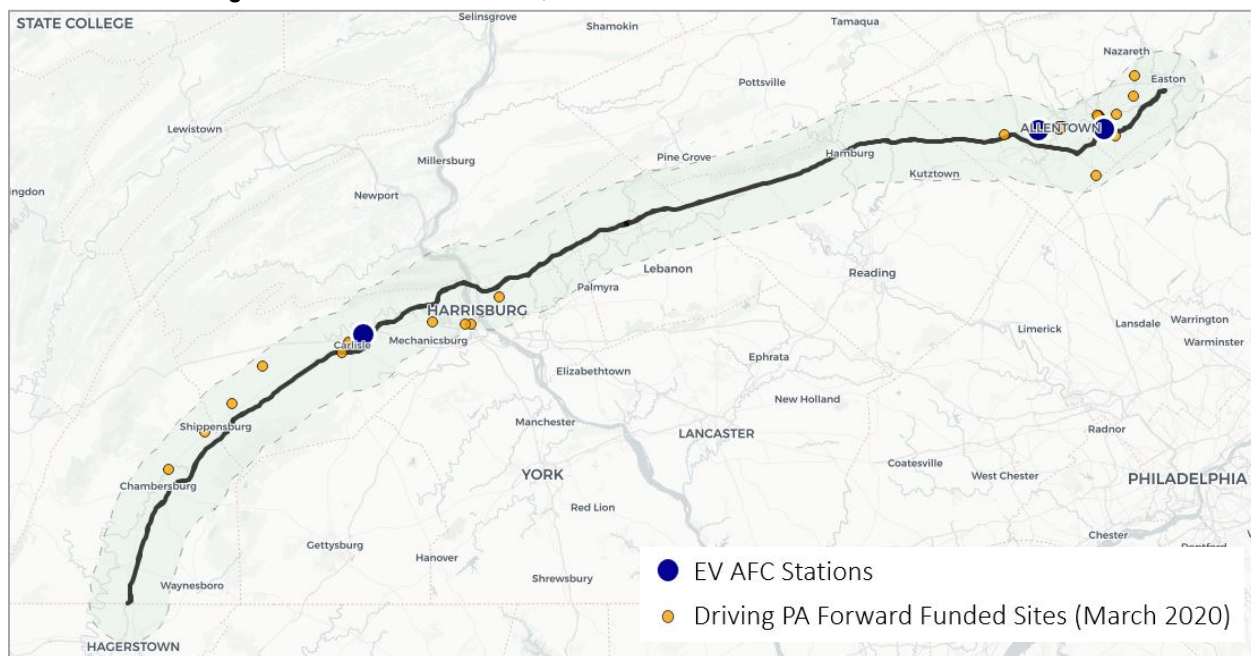 STATE COLLEGE
Selinsgrove
Shamokin
Tamaqua
Nazareth
Easton
Pottsville
Lewistown
Millersburg
Pine Grove
Hamburg
ALLENTOWN
Kutztown
Newport
Lebanon
Reading
Palmyra
HARRISBURG
Limerick
Lansdale
Warrington
Warminster
Carlisle
Mechanicsburg
Elizabethtown
Ephrata
New Holland
Shippensburg
Manchester
LANCASTER
Radnor
Coatesville
West Chester
PHILADELPHIA
Chambersburg
YORK
Red Lion
Chester
Gettysburg
Hanover
Shrewsbury
Waynesboro
HAGERSTOWN
EV AFC Stations
Driving PA Forward Funded Sites (March 2020)